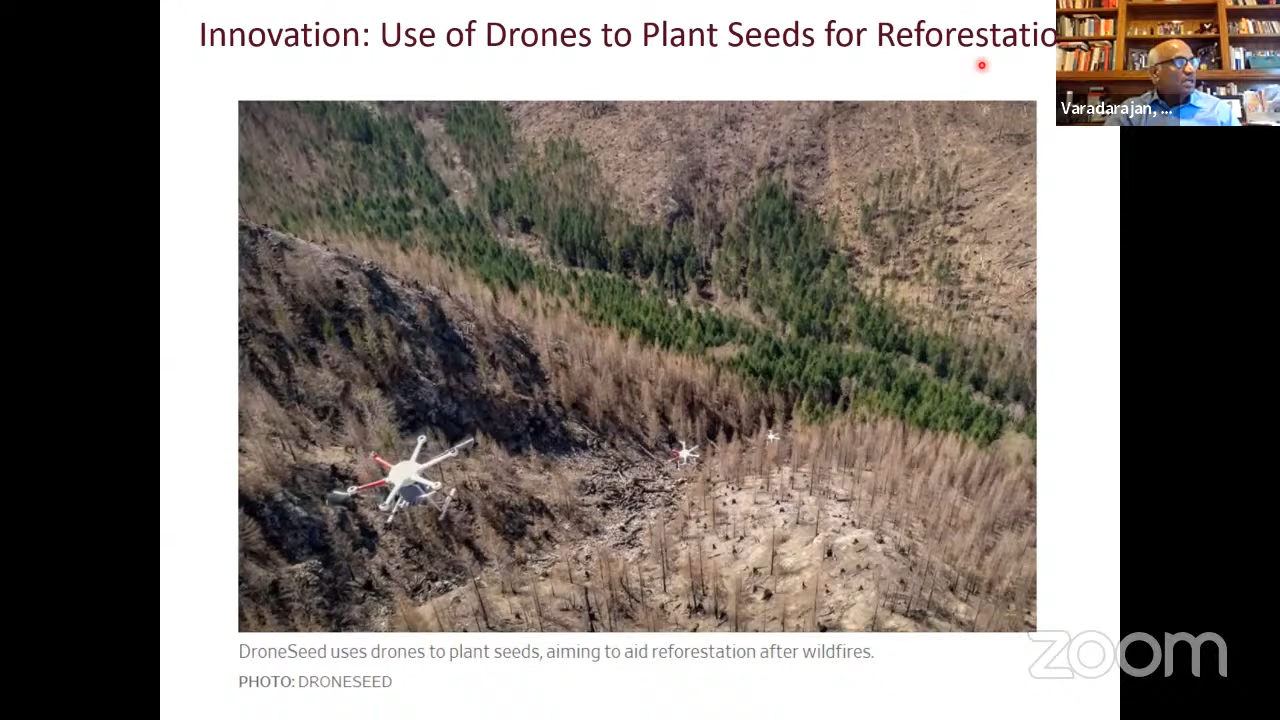 Innovation: Use of Drones to Plant Seeds for Reforestatio
Varadarajan, ...
DroneSeed uses drones to plant seeds, aiming to aid reforestation after wildfires.
PHOTO: DRONESEED
zoom